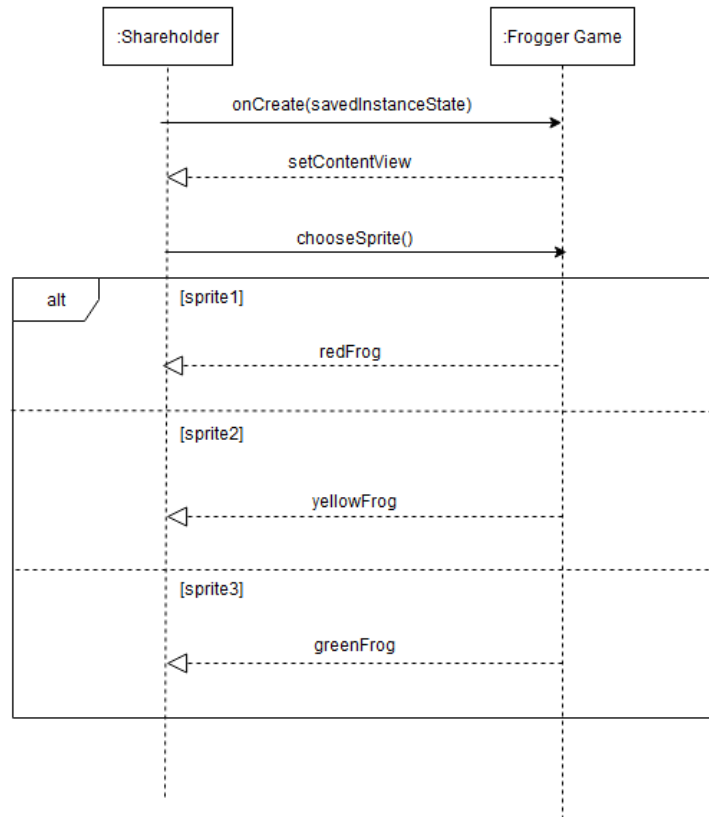 :Shareholder
:Frogger Game
onCreate(savedInstanceState)
setContentView
chooseSprite()
alt
[sprite1]
redFrog
[sprite2]
yellowFrog
[sprite3]
greenFrog